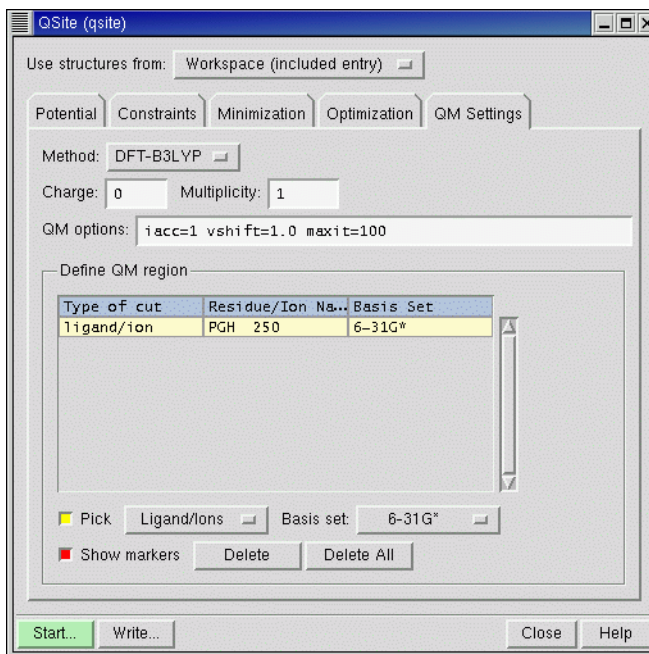 QSite (qsite)
Use structures from: Workspace (included entry)
Potential Constraints Minimization Optimization QM Settings
Method: DFT-B3LYP
Charge: 0 Multiplicity: 1
QM options: iacc=1 vshift=1.0 maxit=100
Define QM region
Type of cut Residue/Ion Na... Basis Set
ligand/ion PGH 250 6-31G*
Pick Ligand/Ions Basis set: 6-31G*
Show markers Delete Delete All
Start... Write... Close Help